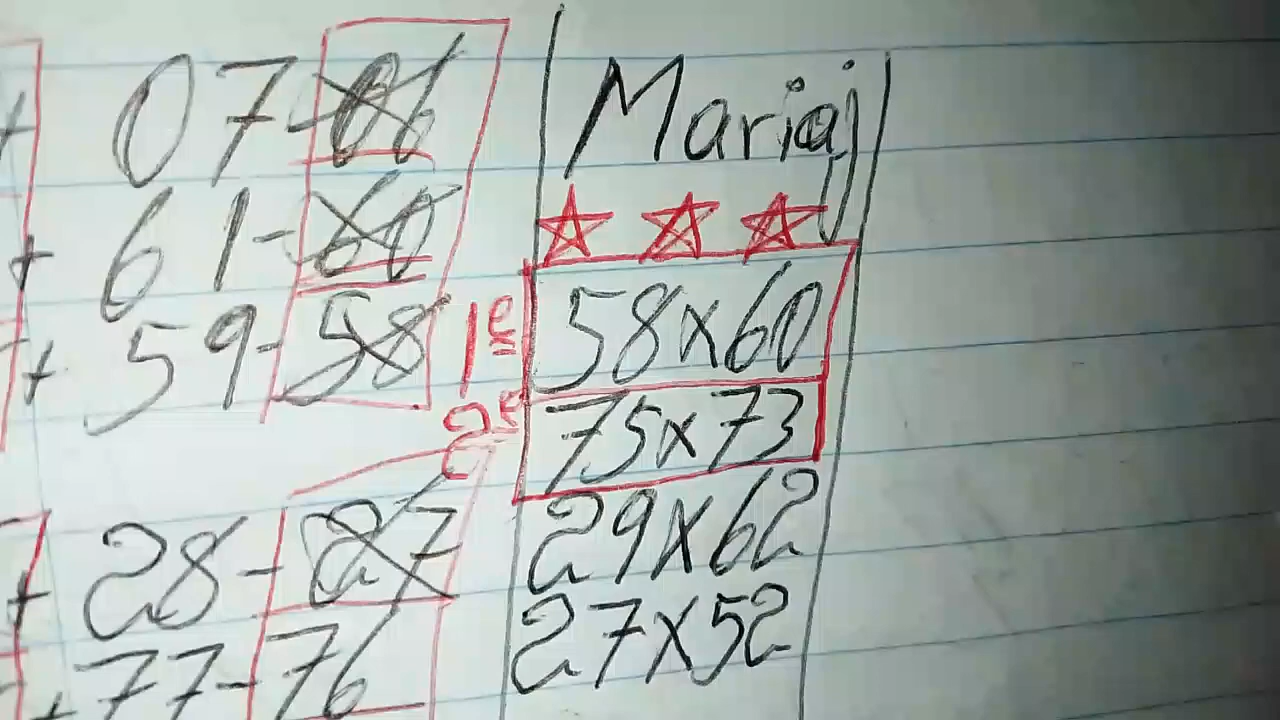 + 07-06
+ 61-60
+ 59-58
+ 28-27
+ 77-76
Mariaj
1e 58x60
2e 75x73
29x62
27x52